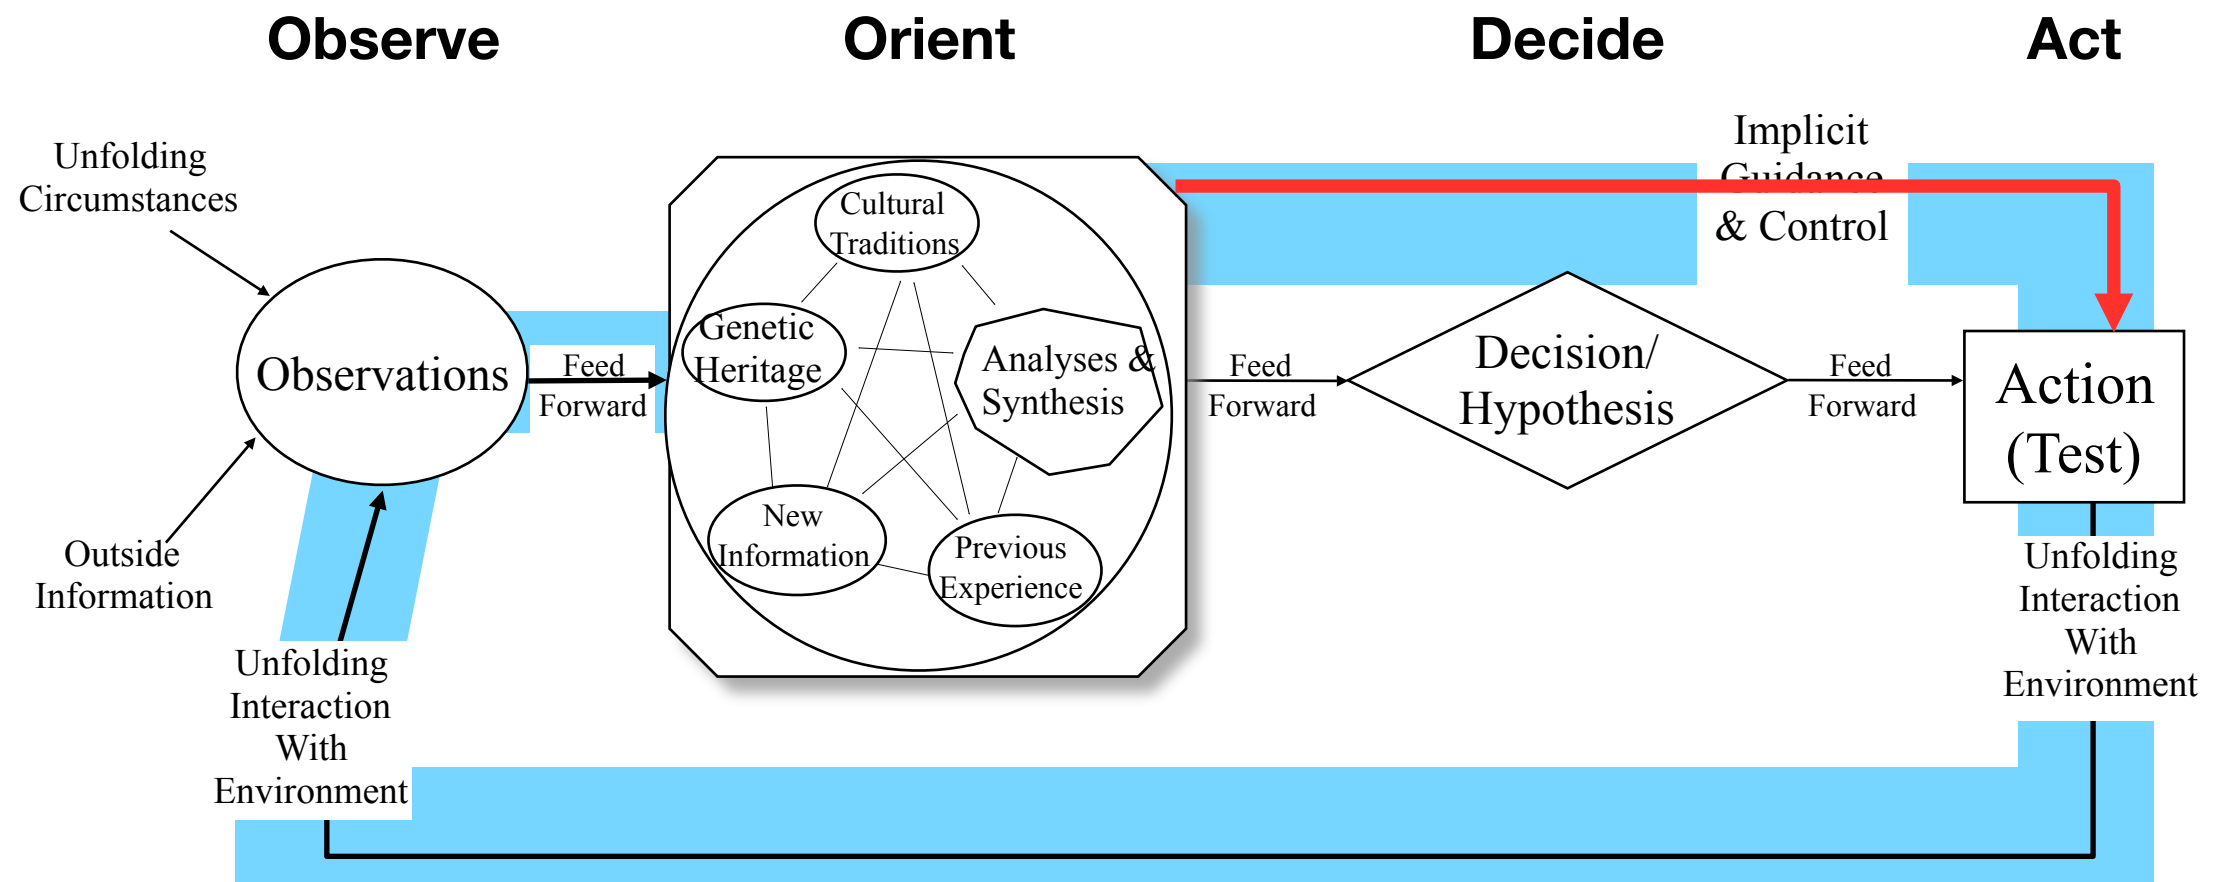 Observe
Orient
Decide
Act
Unfolding
Circumstances
Observations
Outside
Information
Unfolding
Interaction
With
Environment
Feed
Forward
Cultural
Traditions
Genetic
Heritage
Analyses &
Synthesis
New
Information
Previous
Experience
Feed
Forward
Decision/
Hypothesis
Feed
Forward
Implicit
Guidance
& Control
Action
(Test)
Unfolding
Interaction
With
Environment